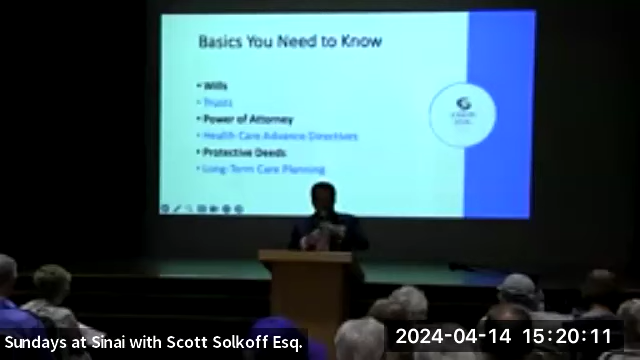 Basics You Need to Know
• Wills
• Trusts
• Power of Attorney
• Health Care Advance Directives
• Protective Deeds
• Long-Term Care Planning
Sundays at Sinai with Scott Solkoff Esq.
2024-04-14 15:20:11